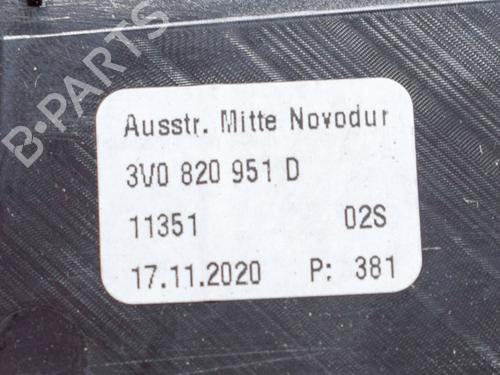 B-PARTS
Ausstr. Mitte Novodur
3V0 820 951 D
11351 02S
17.11.2020 P: 381